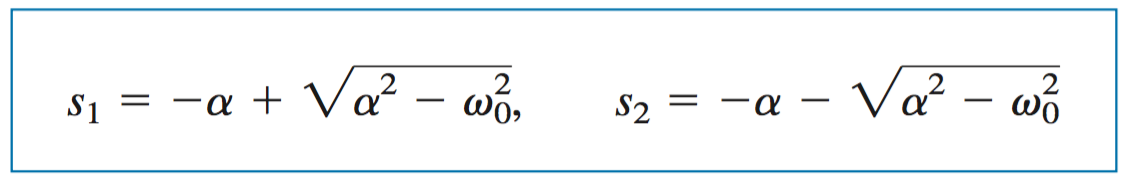 s₁ = −α + √(α² − ω₀²), s₂ = −α − √(α² − ω₀²)